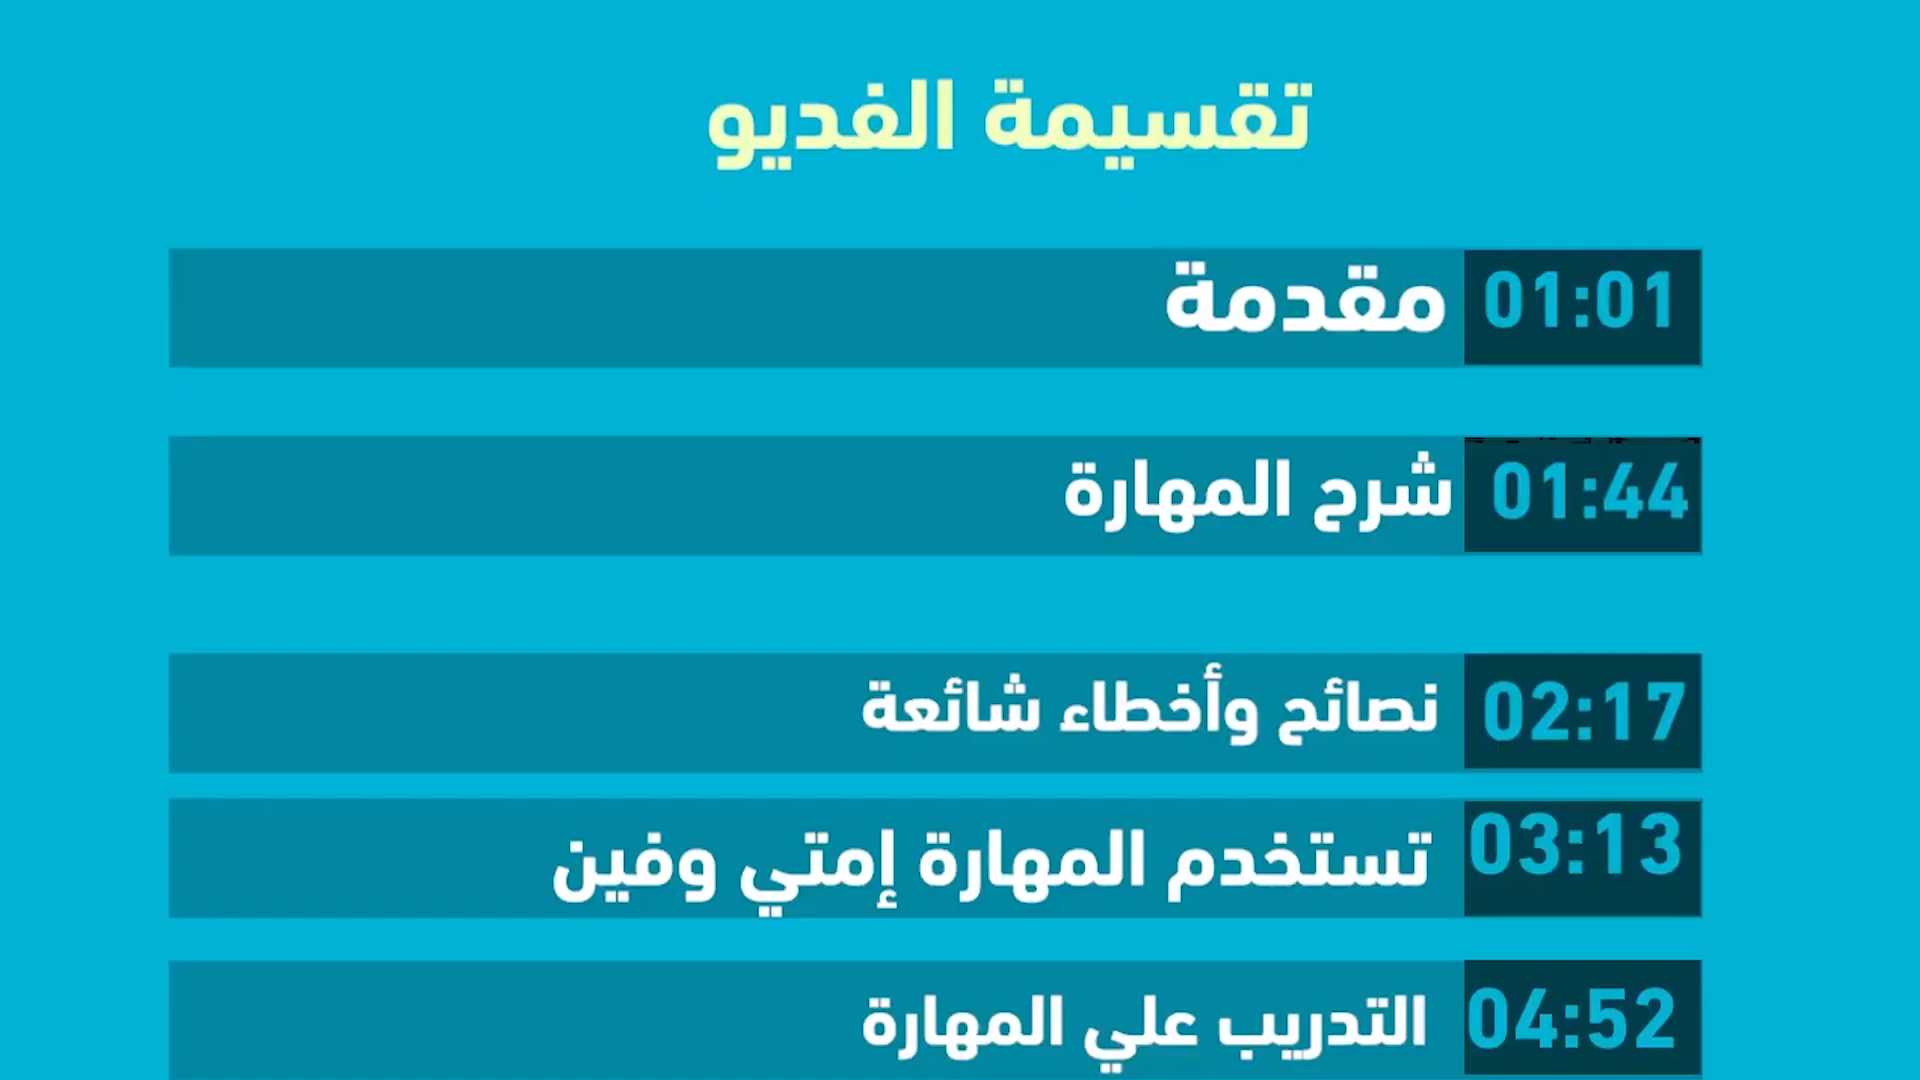 تقسيمة الفديو
01:01 مقدمة
01:44 شرح المهارة
02:17 نصائح وأخطاء شائعة
03:13 تستخدم المهارة إمتي وفين
04:52 التدريب علي المهارة